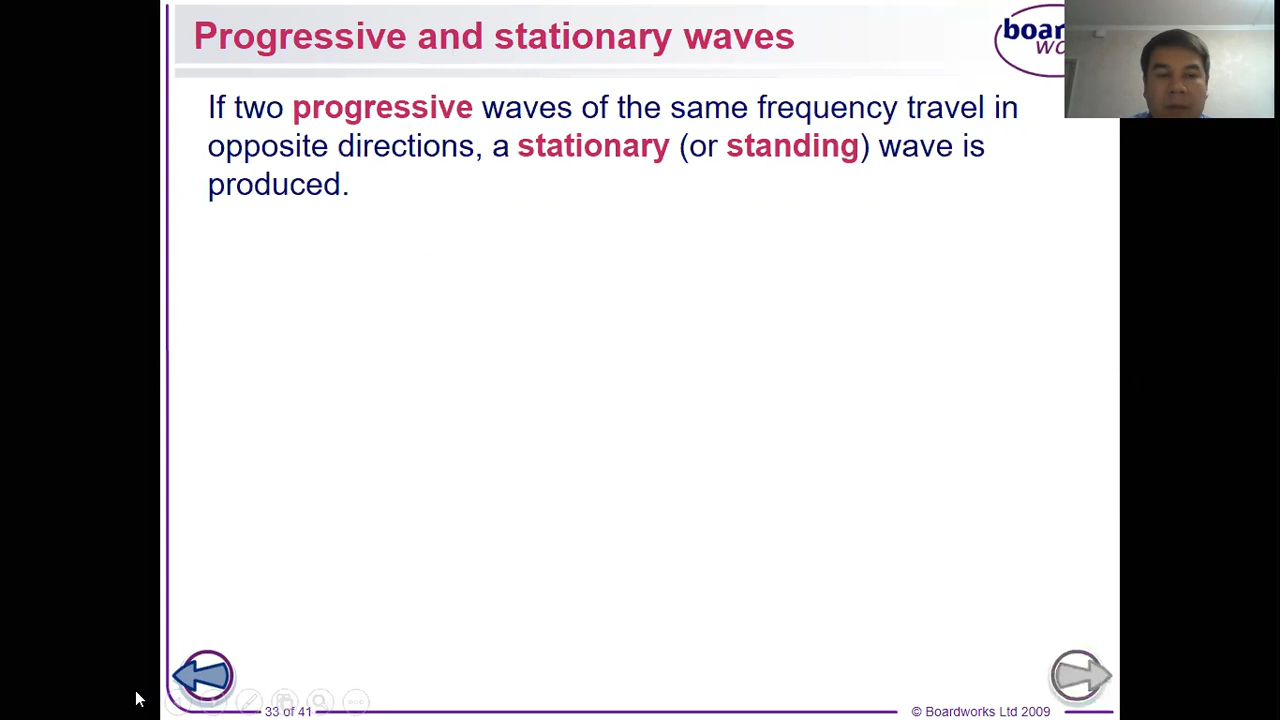 Progressive and stationary waves
If two progressive waves of the same frequency travel in
opposite directions, a stationary (or standing) wave is
produced.
33 of 41
© Boardworks Ltd 2009